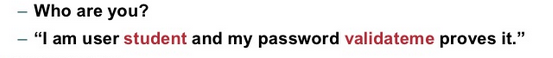 – Who are you?
– “I am user student and my password validateme proves it.”